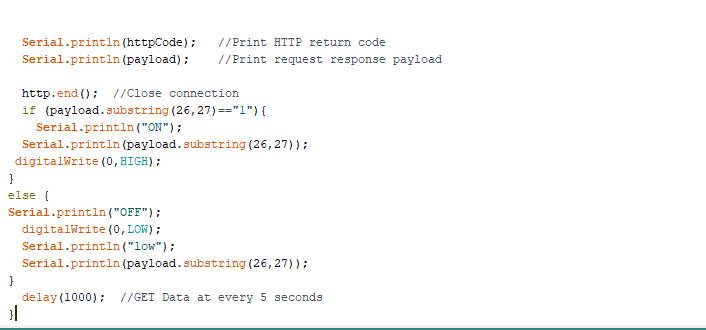 Serial.println(httpCode);   //Print HTTP return code
Serial.println(payload);    //Print request response payload
http.end();  //Close connection
if (payload.substring(26,27)=="1"){
Serial.println("ON");
Serial.println(payload.substring(26,27));
digitalWrite(0,HIGH);
}
else {
Serial.println("OFF");
digitalWrite(0,LOW);
Serial.println("low");
Serial.println(payload.substring(26,27));
}
delay(1000);  //GET Data at every 5 seconds
}